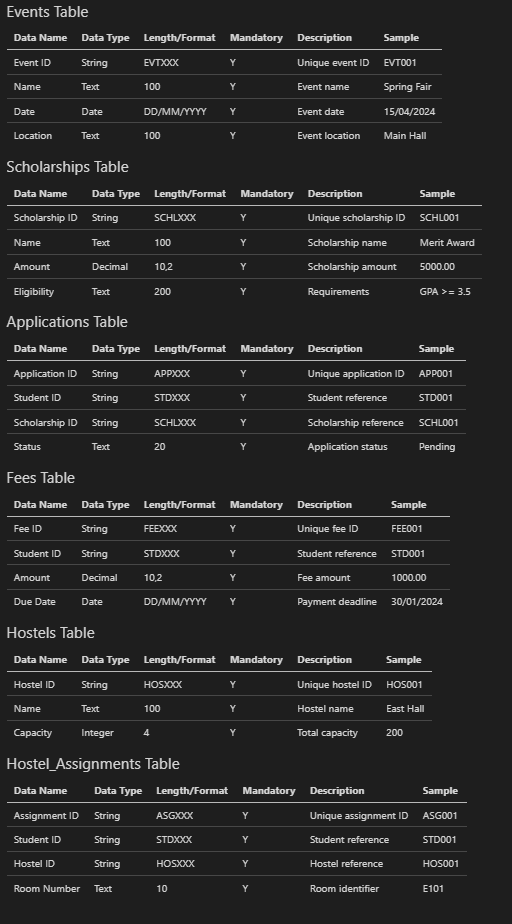 Events Table
Data Name Data Type Length/Format Mandatory Description Sample
Event ID String EVTXXX Y Unique event ID EVT001
Name Text 100 Y Event name Spring Fair
Date Date DD/MM/YYYY Y Event date 15/04/2024
Location Text 100 Y Event location Main Hall
Scholarships Table
Data Name Data Type Length/Format Mandatory Description Sample
Scholarship ID String SCHLXXX Y Unique scholarship ID SCHL001
Name Text 100 Y Scholarship name Merit Award
Amount Decimal 10,2 Y Scholarship amount 5000.00
Eligibility Text 200 Y Requirements GPA >= 3.5
Applications Table
Data Name Data Type Length/Format Mandatory Description Sample
Application ID String APPXXX Y Unique application ID APP001
Student ID String STDXXX Y Student reference STD001
Scholarship ID String SCHLXXX Y Scholarship reference SCHL001
Status Text 20 Y Application status Pending
Fees Table
Data Name Data Type Length/Format Mandatory Description Sample
Fee ID String FEEXXX Y Unique fee ID FEE001
Student ID String STDXXX Y Student reference STD001
Amount Decimal 10,2 Y Fee amount 1000.00
Due Date Date DD/MM/YYYY Y Payment deadline 30/01/2024
Hostels Table
Data Name Data Type Length/Format Mandatory Description Sample
Hostel ID String HOSXXX Y Unique hostel ID HOS001
Name Text 100 Y Hostel name East Hall
Capacity Integer 4 Y Total capacity 200
Hostel_Assignments Table
Data Name Data Type Length/Format Mandatory Description Sample
Assignment ID String ASGXXX Y Unique assignment ID ASG001
Student ID String STDXXX Y Student reference STD001
Hostel ID String HOSXXX Y Hostel reference HOS001
Room Number Text 10 Y Room identifier E101